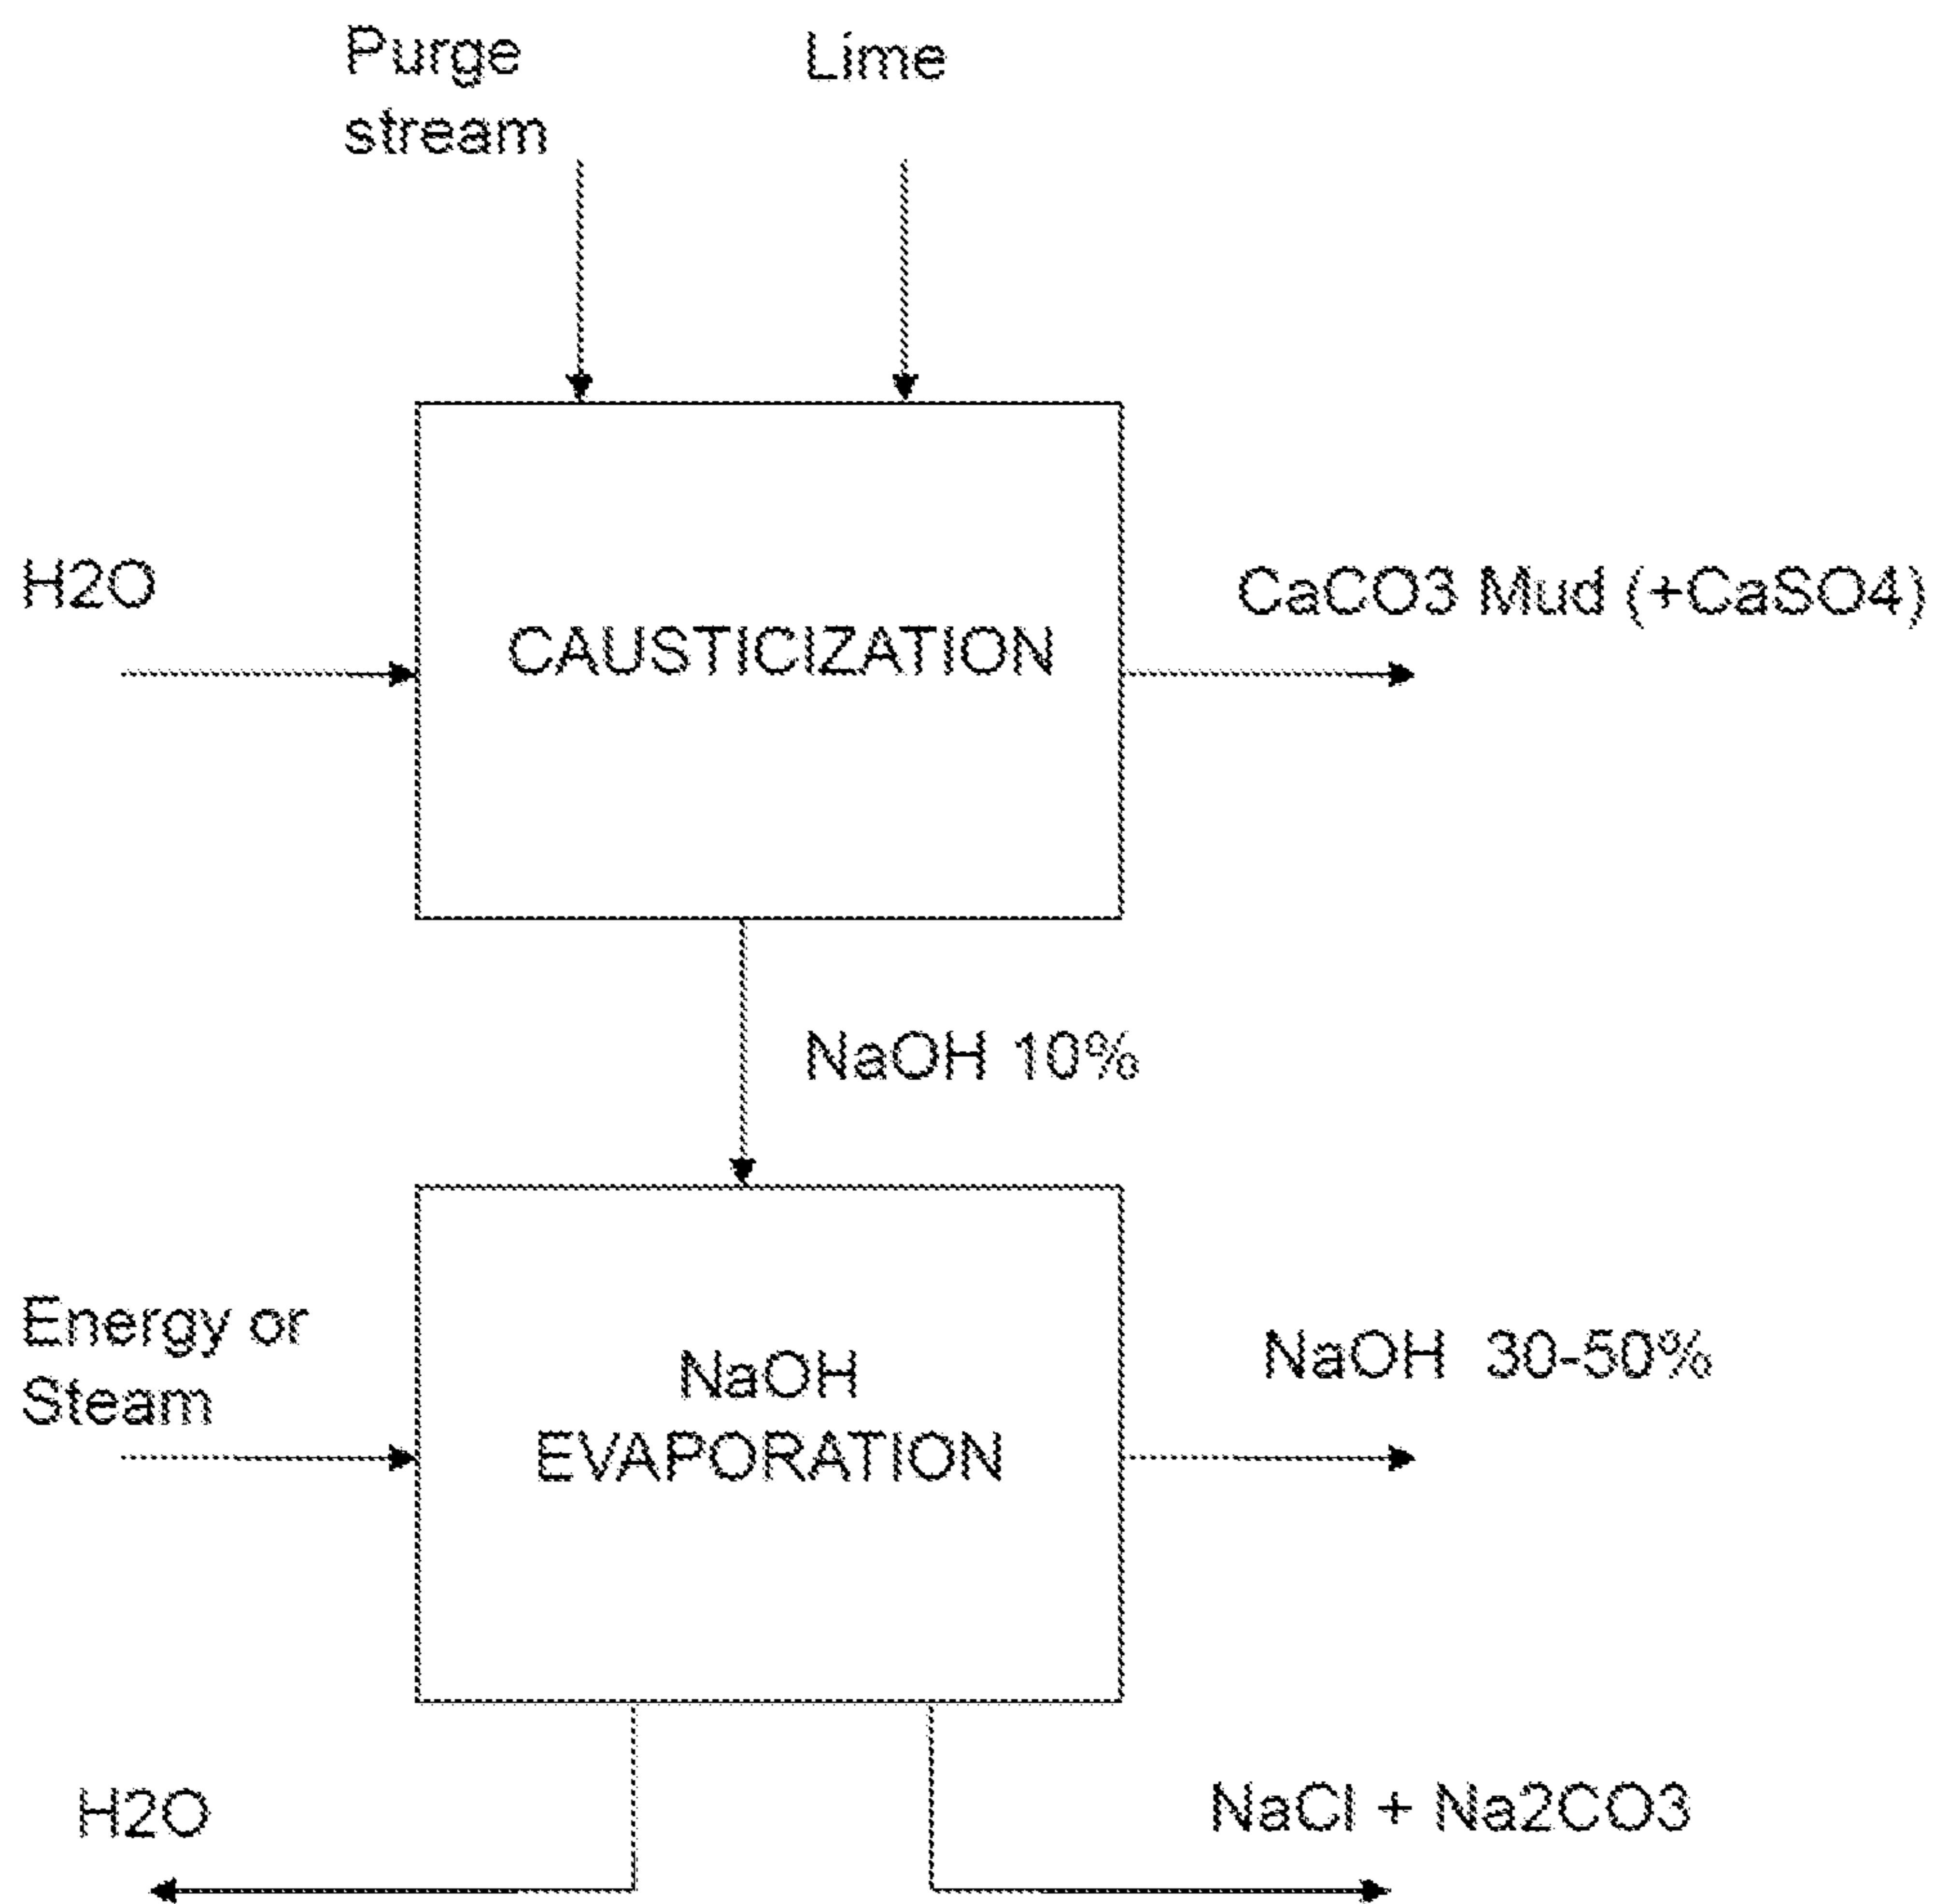 Purge
stream
Lime
H2O
CAUSTICIZATION
CaCO3 Mud (+CaSO4)
NaOH 10%
Energy or
Steam
NaOH
EVAPORATION
NaOH 30-50%
H2O
NaCl + Na2CO3